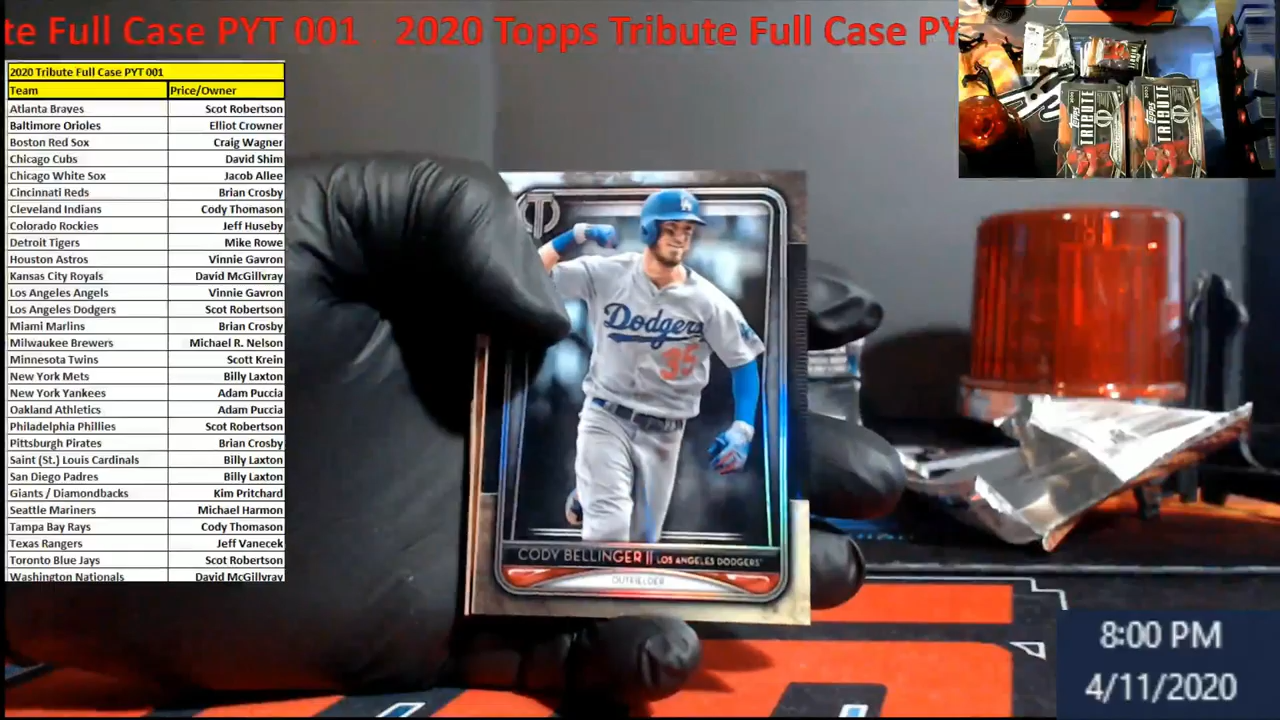 te Full Case PYT 001 2020 Topps Tribute Full Case PY
2020 Tribute Full Case PYT 001
Team Price/Owner
Atlanta Braves Scot Robertson
Baltimore Orioles Elliot Crowner
Boston Red Sox Craig Wagner
Chicago Cubs David Shim
Chicago White Sox Jacob Allee
Cincinnati Reds Brian Crosby
Cleveland Indians Cody Thomason
Colorado Rockies Jeff Huseby
Detroit Tigers Mike Rowe
Houston Astros Vinnie Gavron
Kansas City Royals David McGillvray
Los Angeles Angels Vinnie Gavron
Los Angeles Dodgers Scot Robertson
Miami Marlins Brian Crosby
Milwaukee Brewers Michael R. Nelson
Minnesota Twins Scott Krein
New York Mets Billy Laxton
New York Yankees Adam Puccia
Oakland Athletics Adam Puccia
Philadelphia Phillies Scot Robertson
Pittsburgh Pirates Brian Crosby
Saint (St.) Louis Cardinals Billy Laxton
San Diego Padres Billy Laxton
Giants / Diamondbacks Kim Pritchard
Seattle Mariners Michael Harmon
Tampa Bay Rays Cody Thomason
Texas Rangers Jeff Vanecek
Toronto Blue Jays Scot Robertson
Washington Nationals David McGillvray
Topps TRIBUTE
Topps TRIBUTE
LA
Dodgers
35
CODY BELLINGER || LOS ANGELES DODGERS
OUTFIELDER
8:00 PM
4/11/2020